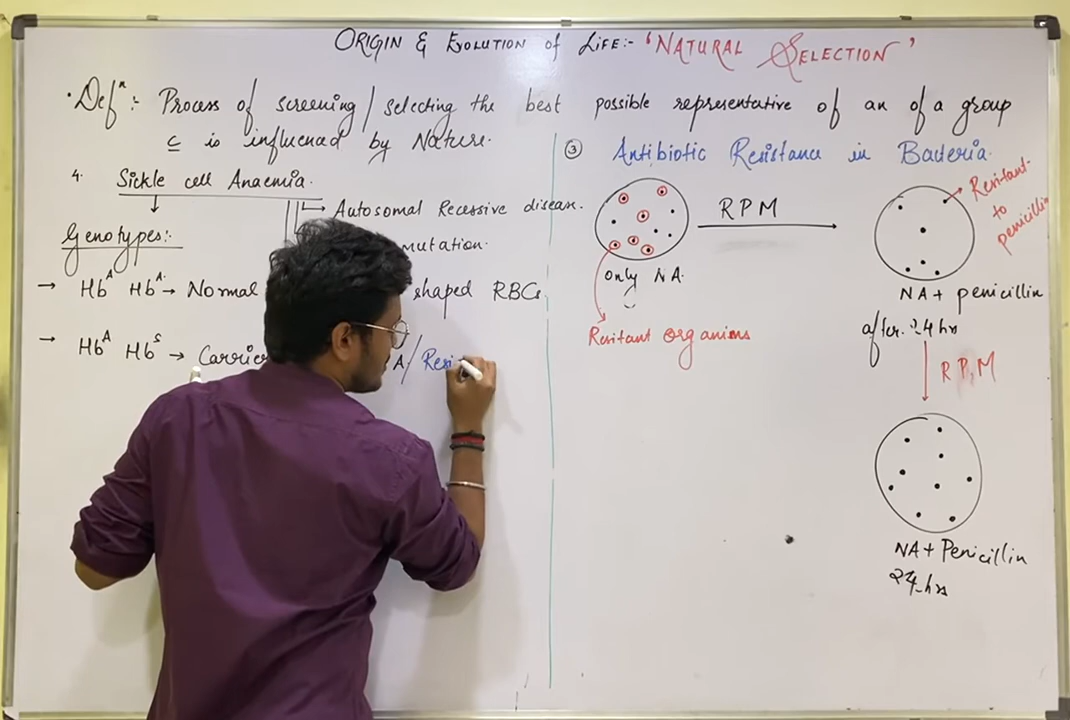 ORIGIN & EVOLUTION of LIFE:- 'NATURAL SELECTION'
• Defⁿ:- Process of screening/selecting the best possible representative of an of a group
c is influenced by Nature.
4. Sickle cell Anaemia.
→ Autosomal Recessive disease.
mutation.
Genotypes:-
→ Hbᴬ Hbᴬ → Normal shaped RBCs
→ Hbᴬ Hbˢ → Carrier A/Resi
③ Antibiotic Resistance in Bacteria.
RPM
Resitant to penicillin
only NA.
Resitant organisms
NA + penicillin
after 24 hr
RPM
NA + Penicillin
24 hrs